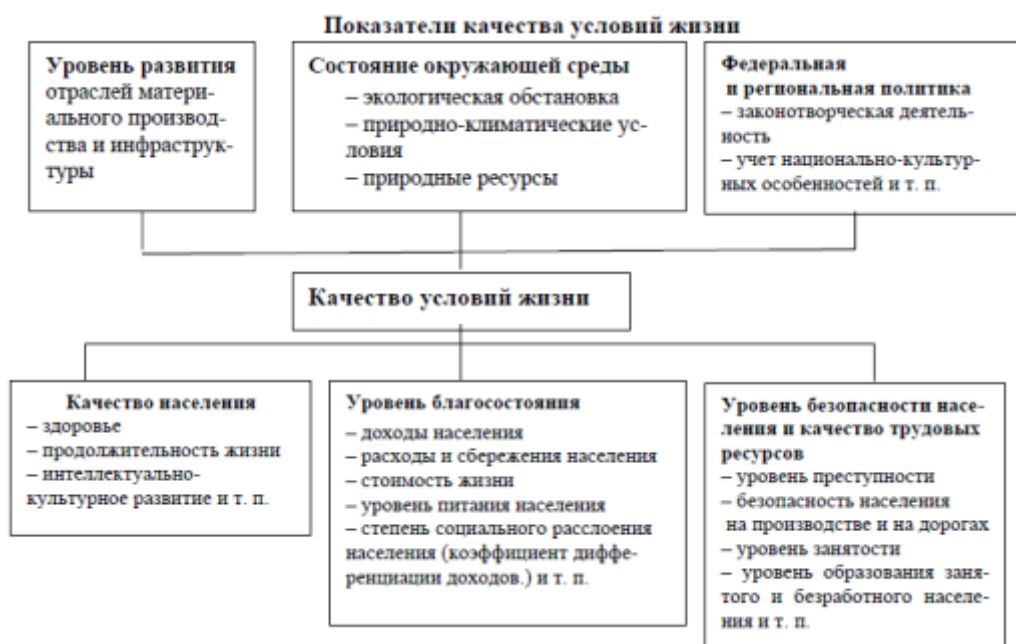 Показатели качества условий жизни
Уровень развития
отраслей матери-
ального производ-
ства и инфраструк-
туры
Состояние окружающей среды
– экологическая обстановка
– природно-климатические ус-
ловия
– природные ресурсы
Федеральная
и региональная политика
– законотворческая деятель-
ность
– учет национально-культур-
ных особенностей и т. п.
Качество условий жизни
Качество населения
– здоровье
– продолжительность жизни
– интеллектуально-
культурное развитие и т. п.
Уровень благосостояния
– доходы населения
– расходы и сбережения населения
– стоимость жизни
– уровень питания населения
– степень социального расслоения
населения (коэффициент диффе-
ренциации доходов.) и т. п.
Уровень безопасности насе-
ления и качество трудовых
ресурсов
– уровень преступности
– безопасность населения
на производстве и на дорогах
– уровень занятости
– уровень образования заня-
того и безработного населе-
ния и т. п.